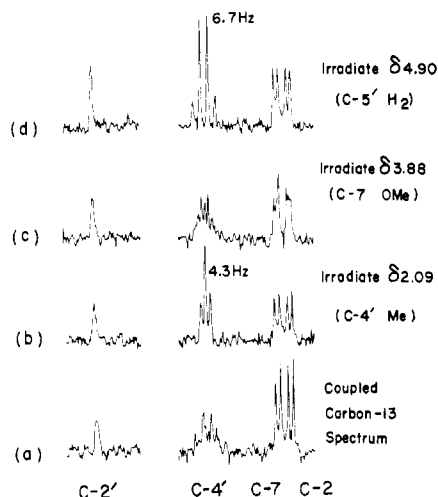 6.7Hz
Irradiate δ4.90
(C-5' H₂)
(d)
Irradiate δ3.88
(C-7 OMe)
(c)
4.3Hz
Irradiate δ2.09
(C-4' Me)
(b)
Coupled
Carbon-13
Spectrum
(a)
C-2' C-4' C-7 C-2